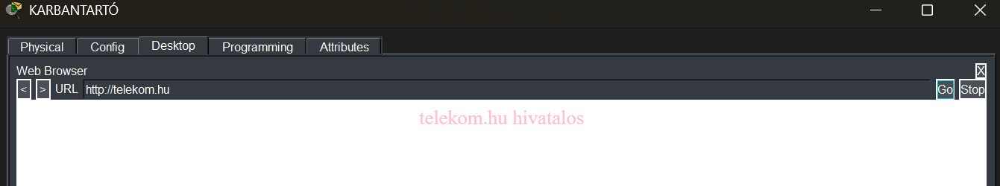 KARBANTARTÓ
Physical Config Desktop Programming Attributes
Web Browser X
< > URL http://telekom.hu Go Stop
telekom.hu hivatalos